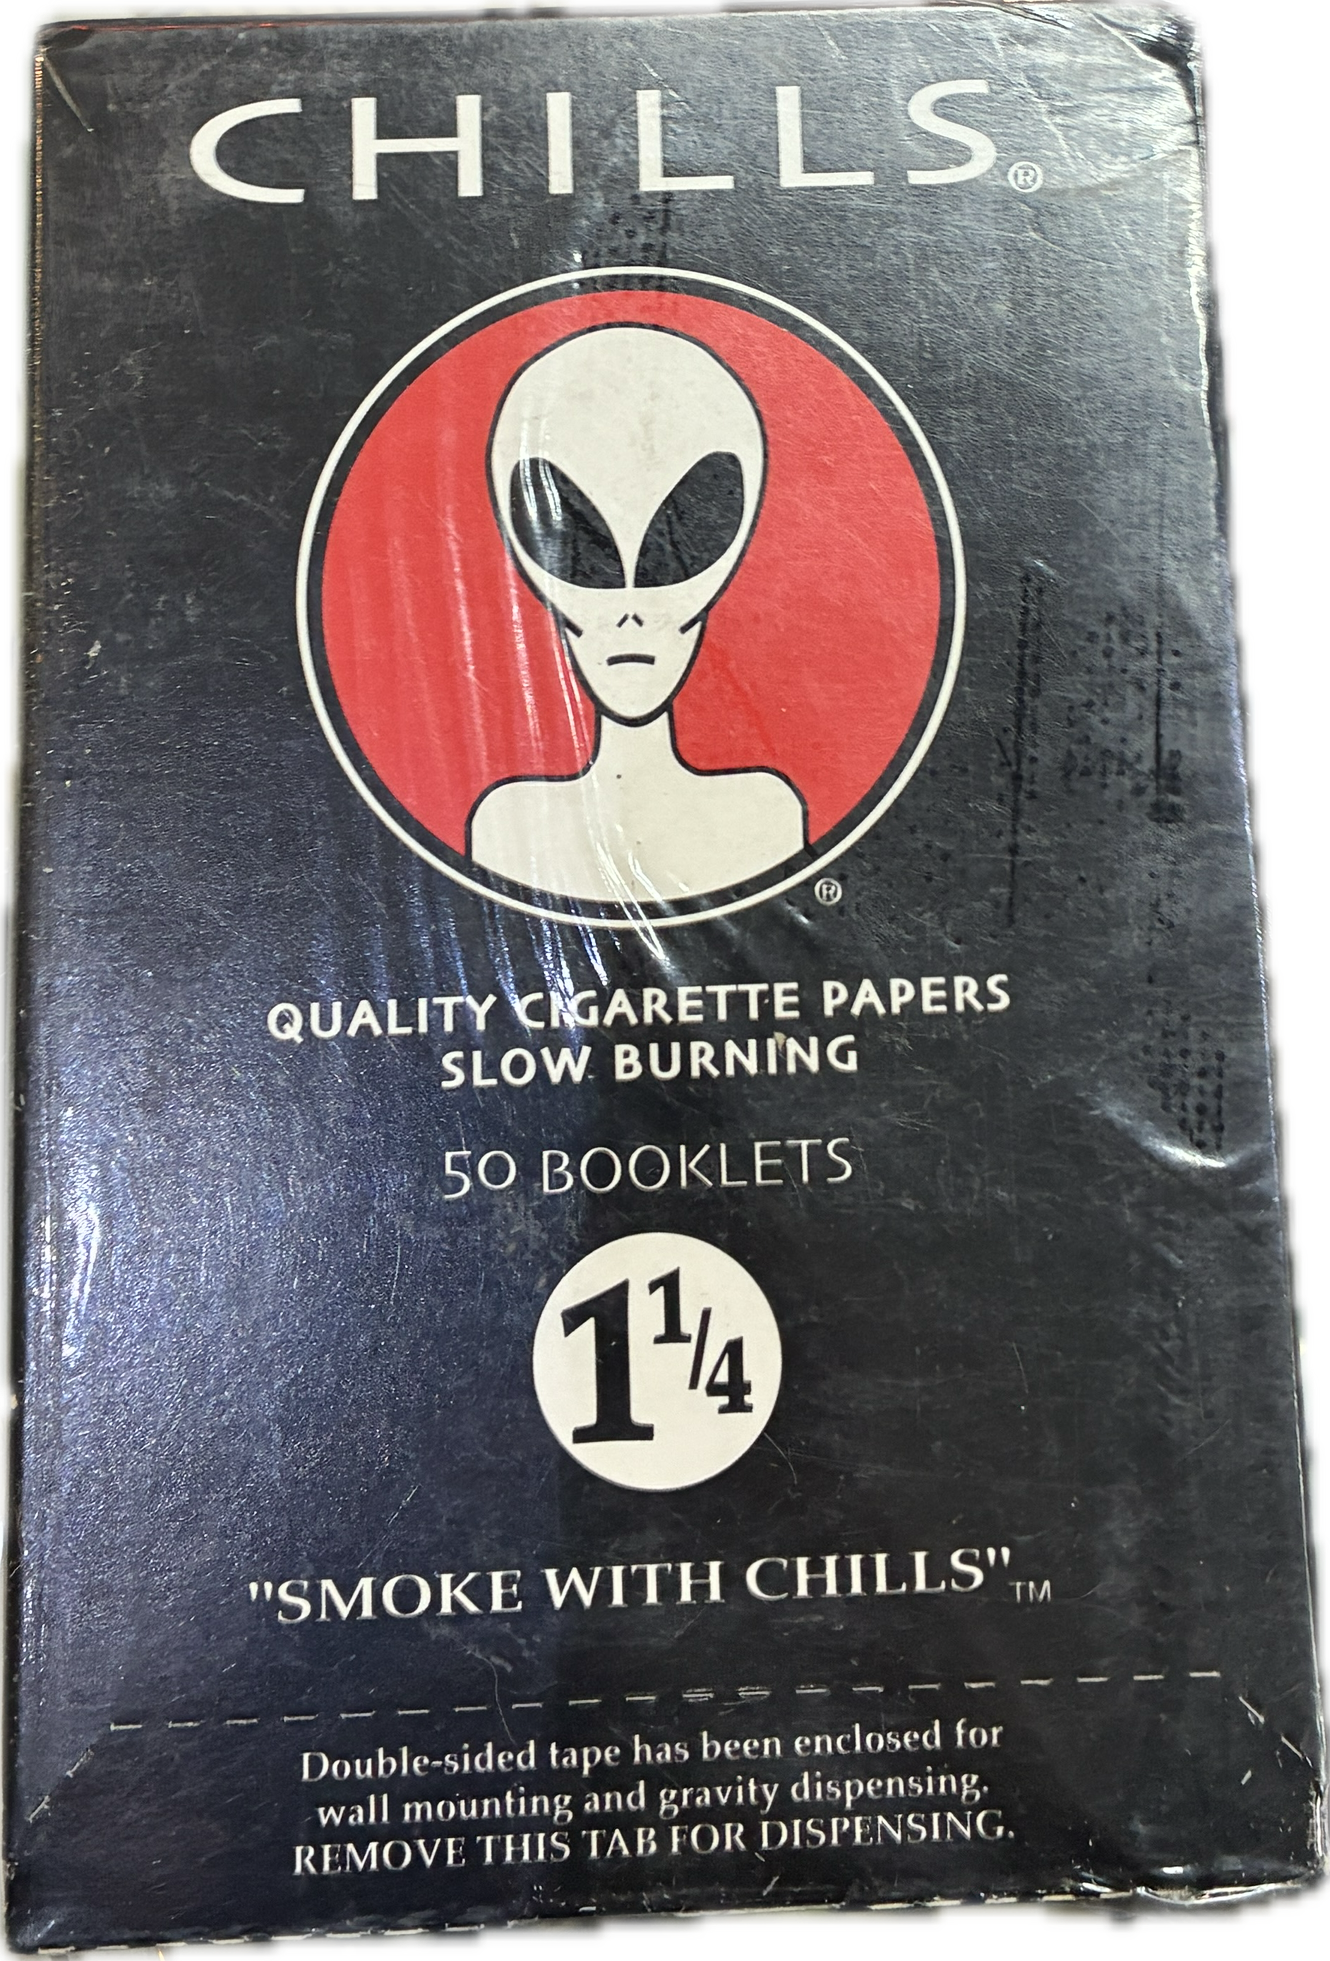 CHILLS®
®
QUALITY CIGARETTE PAPERS
SLOW BURNING
50 BOOKLETS
1 1/4
"SMOKE WITH CHILLS"TM
Double-sided tape has been enclosed for
wall mounting and gravity dispensing.
REMOVE THIS TAB FOR DISPENSING.